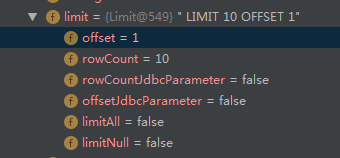 limit = {Limit@549} " LIMIT 10 OFFSET 1"
f offset = 1
f rowCount = 10
f rowCountJdbcParameter = false
f offsetJdbcParameter = false
f limitAll = false
f limitNull = false